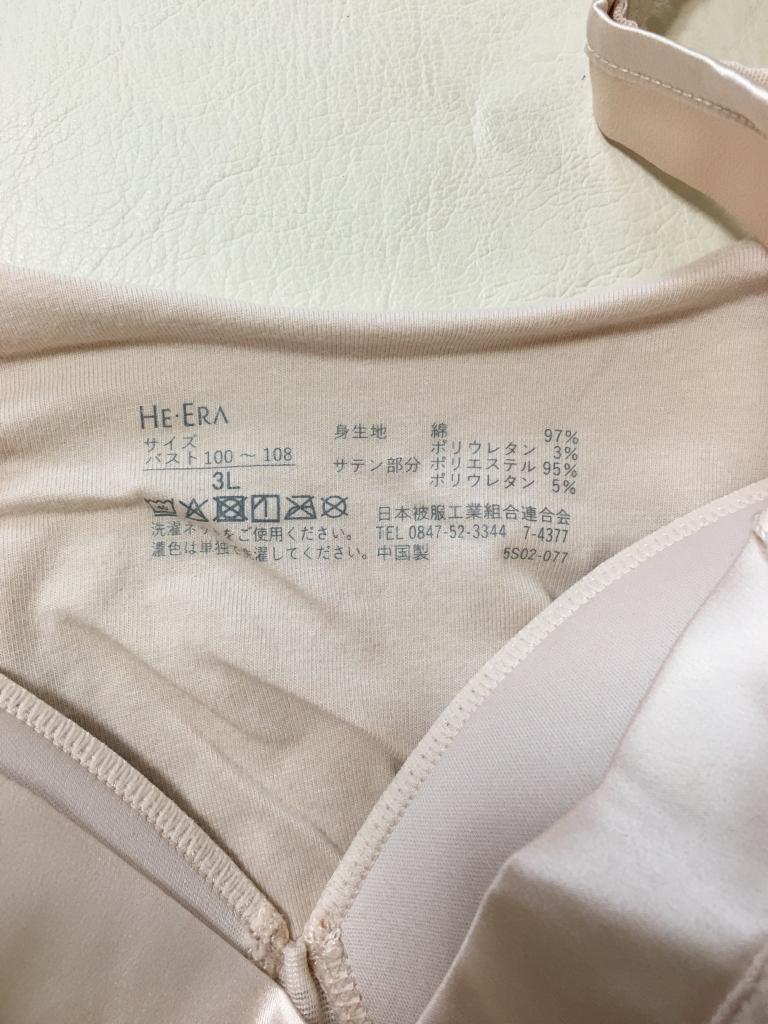 HE・ERA
サイズ
バスト 100 ～ 108
3L
洗濯ネットをご使用ください。
濃色は単独で洗濯してください。
身生地 綿 97%
ポリウレタン 3%
サテン部分 ポリエステル 95%
ポリウレタン 5%
日本被服工業組合連合会
TEL 0847-52-3344 7-4377
中国製 5S02-077